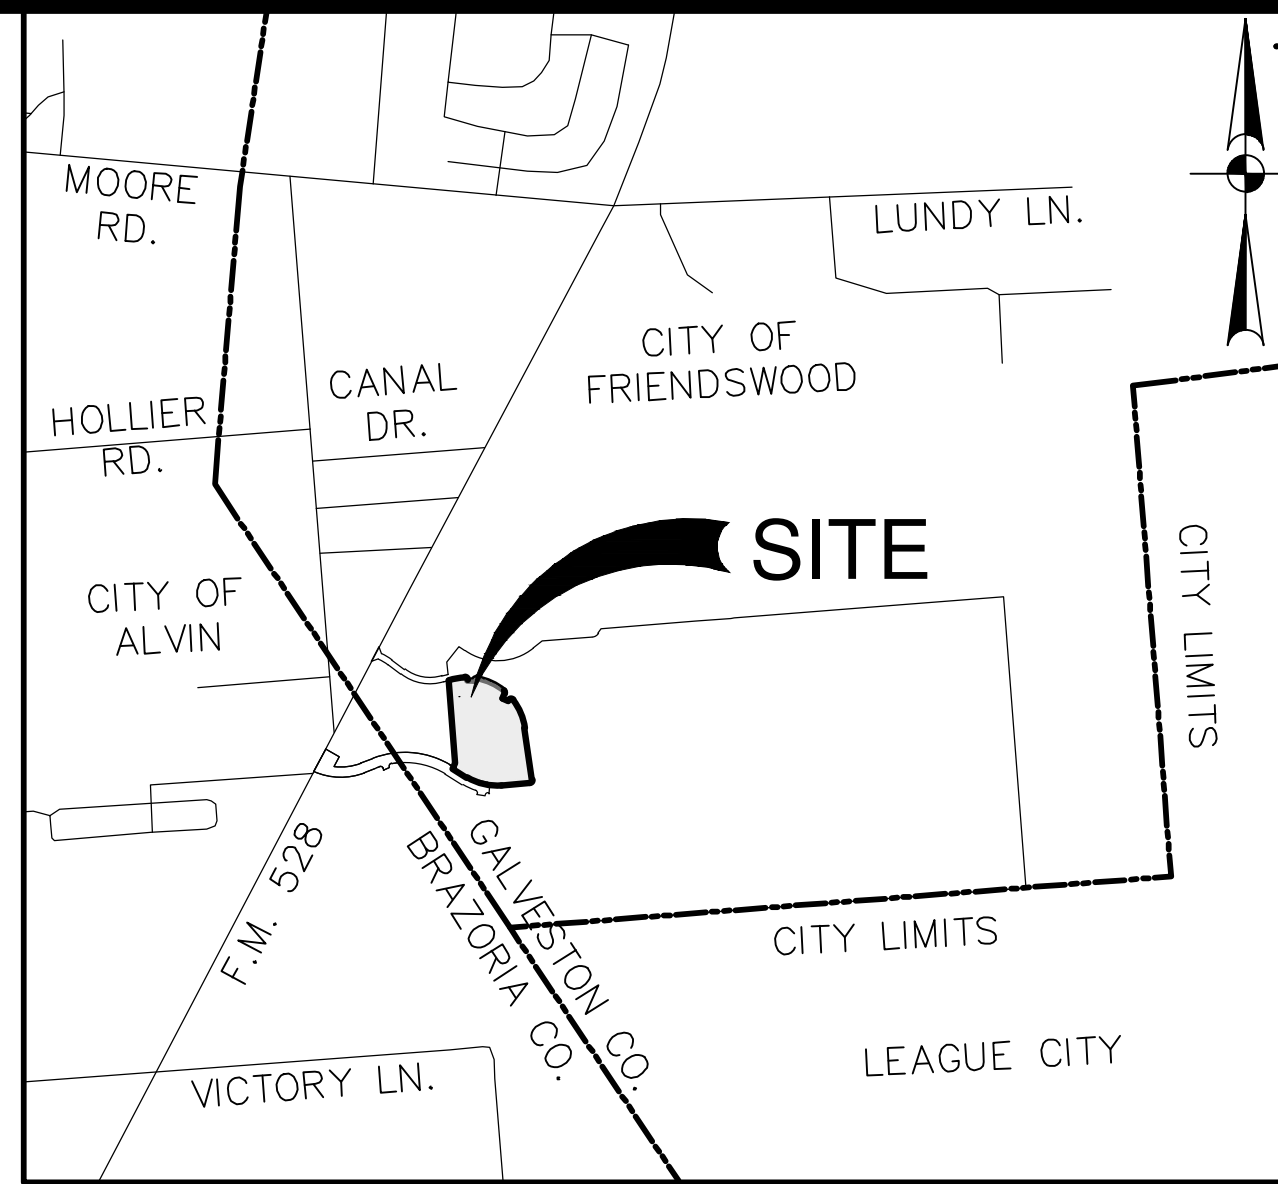 MOORE
RD.
LUNDY LN.
CITY OF
FRIENDSWOOD
CANAL
DR.
HOLLIER
RD.
SITE
CITY LIMITS
CITY OF
ALVIN
F.M. 528
GALVESTON CO.
BRAZORIA CO.
CITY LIMITS
LEAGUE CITY
VICTORY LN.